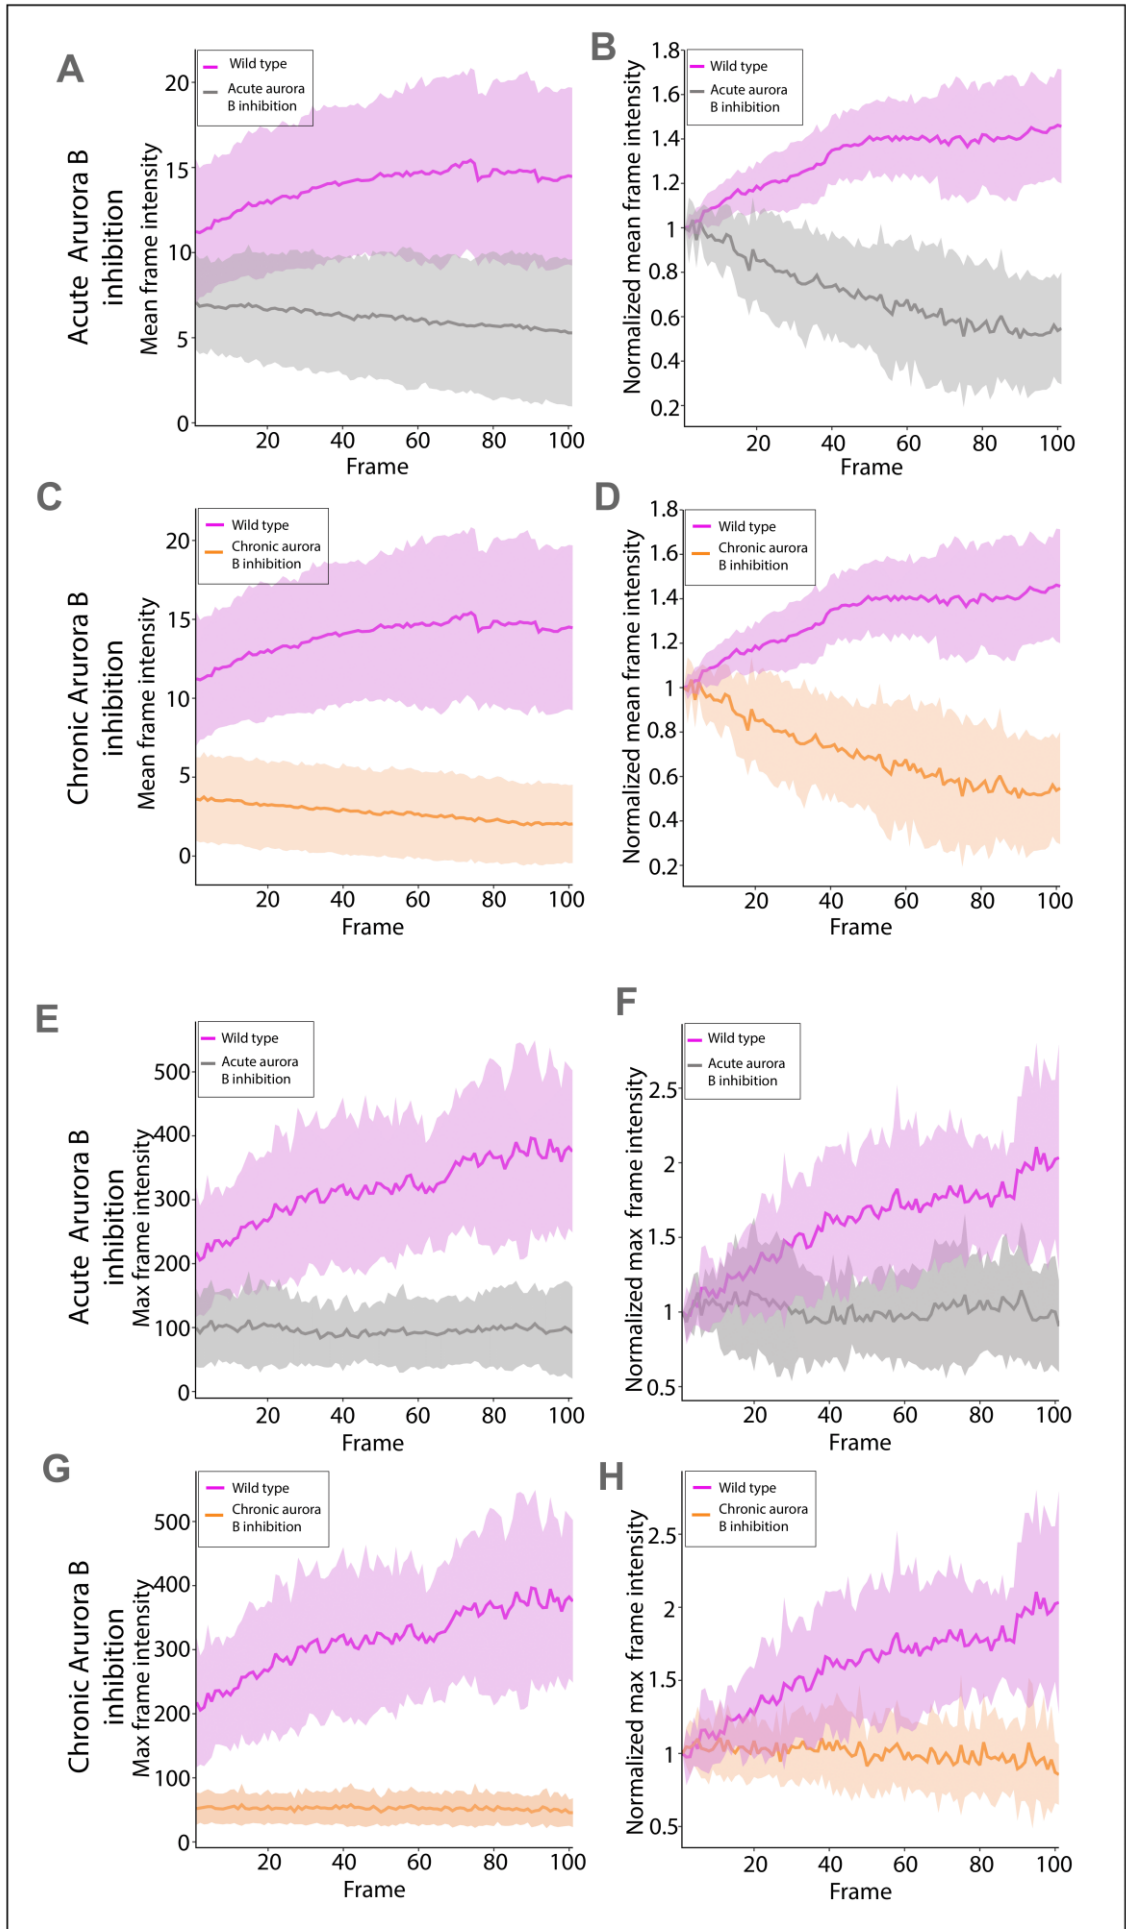 A
Acute Arurora B
inhibition
Mean frame intensity
Wild type
Acute aurora
B inhibition
20
15
10
5
0
20 40 60 80 100
Frame
B
Normalized mean frame intensity
Wild type
Acute aurora
B inhibition
1.8
1.6
1.4
1.2
1
0.8
0.6
0.4
0.2
20 40 60 80 100
Frame
C
Chronic Arurora B
inhibition
Mean frame intensity
Wild type
Chronic aurora
B inhibition
20
15
10
5
0
20 40 60 80 100
Frame
D
Normalized mean frame intensity
Wild type
Chronic aurora
B inhibition
1.8
1.6
1.4
1.2
1
0.8
0.6
0.4
0.2
20 40 60 80 100
Frame
E
Acute Arurora B
inhibition
Max frame intensity
Wild type
Acute aurora
B inhibition
500
400
300
200
100
0
20 40 60 80 100
Frame
F
Normalized max frame intensity
Wild type
Acute aurora
B inhibition
2.5
2
1.5
1
0.5
20 40 60 80 100
Frame
G
Chronic Arurora B
inhibition
Max frame intensity
Wild type
Chronic aurora
B inhibition
500
400
300
200
100
0
20 40 60 80 100
Frame
H
Normalized max frame intensity
Wild type
Chronic aurora
B inhibition
2.5
2
1.5
1
0.5
20 40 60 80 100
Frame